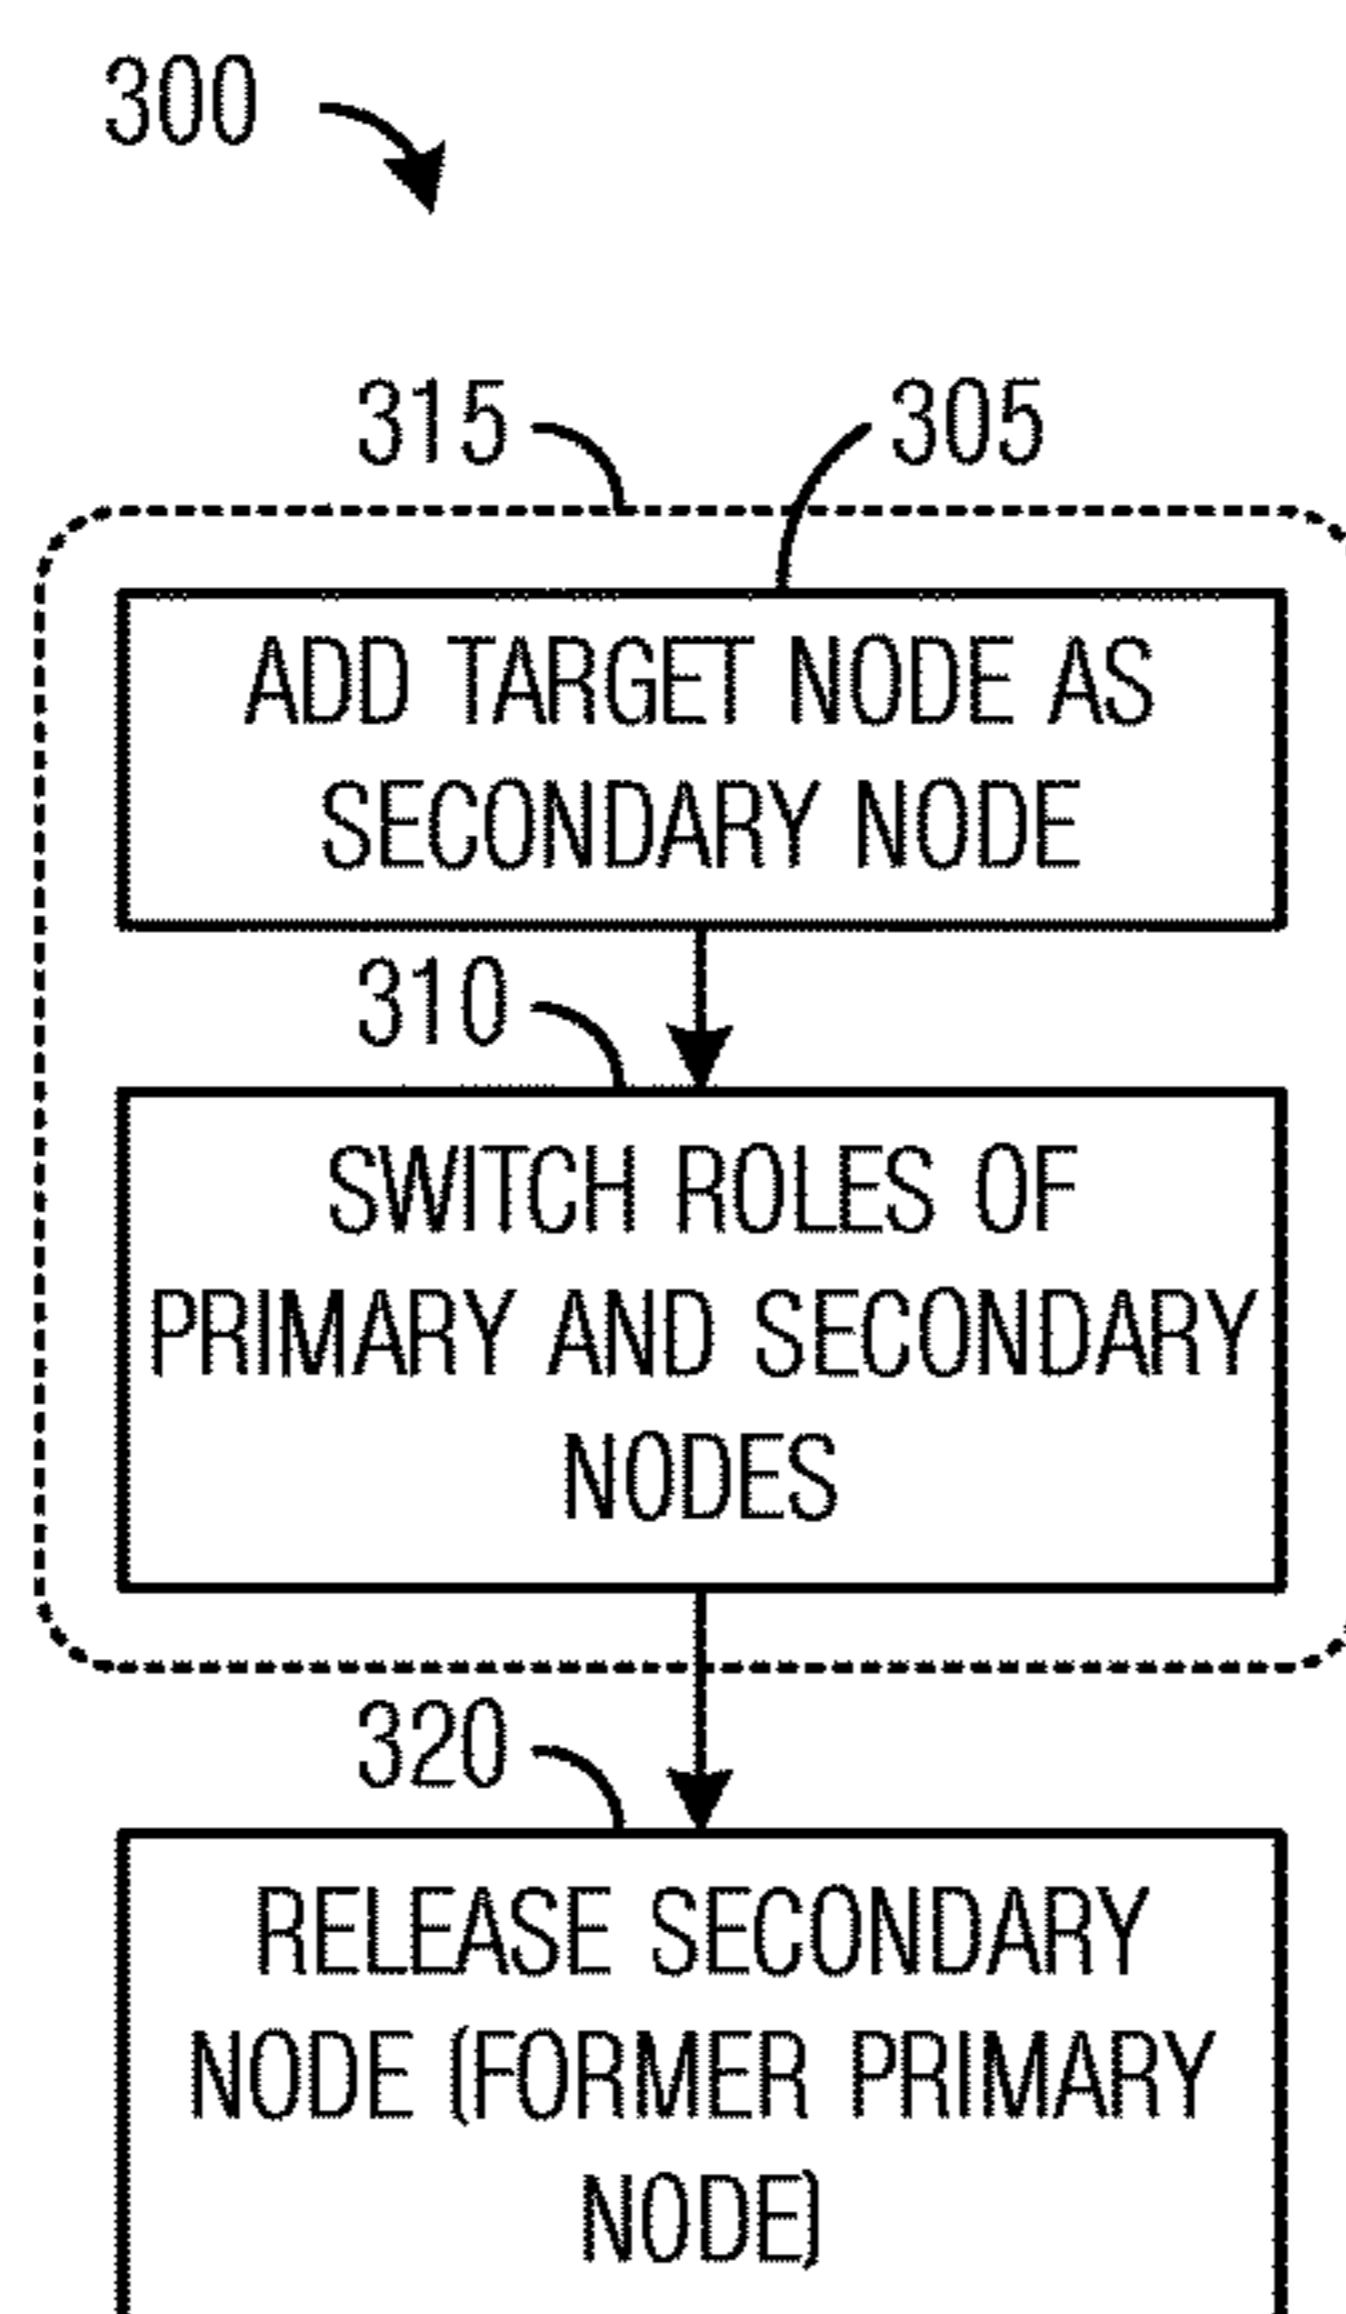 300
315
305
ADD TARGET NODE AS
SECONDARY NODE
310
SWITCH ROLES OF
PRIMARY AND SECONDARY
NODES
320
RELEASE SECONDARY
NODE (FORMER PRIMARY
NODE)